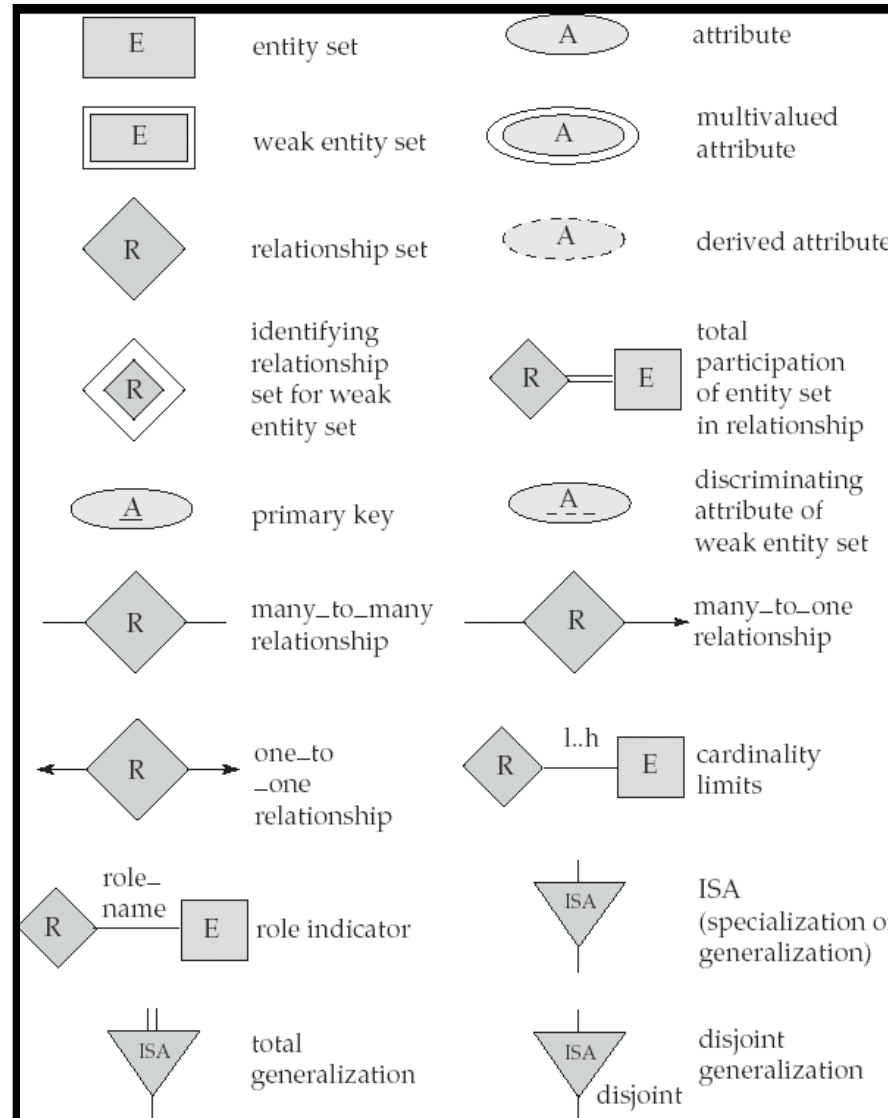 E
entity set
A
attribute
E
weak entity set
A
multivalued
attribute
R
relationship set
A
derived attribute
R
identifying
relationship
set for weak
entity set
R
E
total
participation
of entity set
in relationship
A
primary key
A
discriminating
attribute of
weak entity set
R
many_to_many
relationship
R
many_to_one
relationship
R
one_to
_one
relationship
R
l..h
E
cardinality
limits
R
role_
name
E
role indicator
ISA
ISA
(specialization or
generalization)
ISA
total
generalization
ISA
disjoint
disjoint
generalization